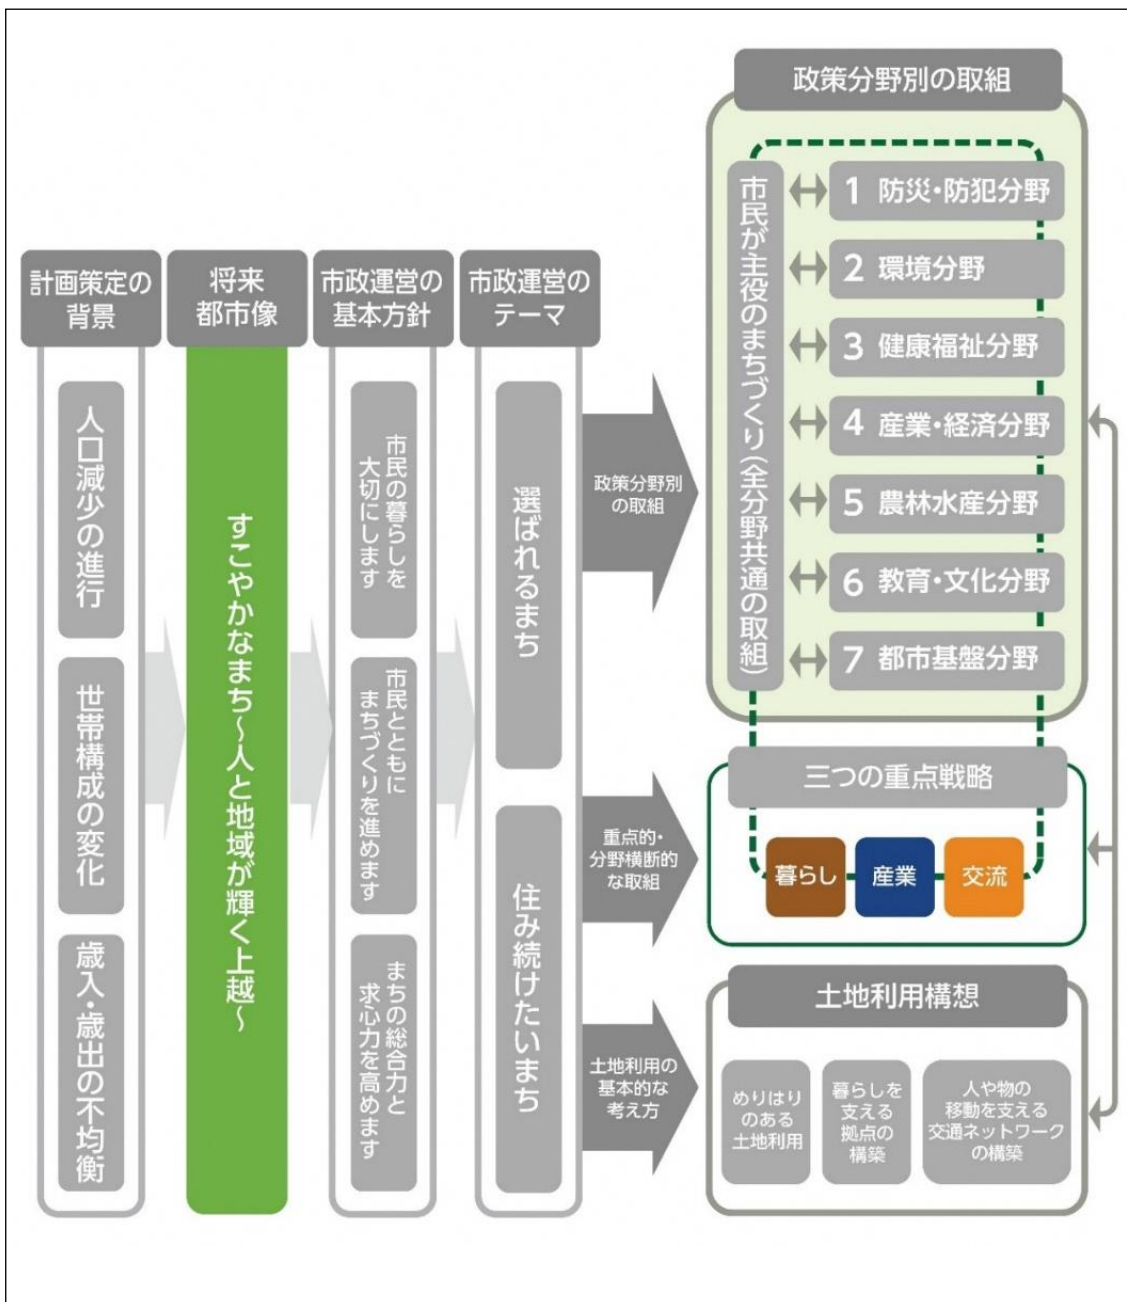 計画策定の
背景
人口減少の進行
世帯構成の変化
歳入・歳出の不均衡
将来
都市像
すこやかなまち~人と地域が輝く上越~
市政運営の
基本方針
市民の暮らしを
大切にします
市民とともに
まちづくりを進めます
まちの総合力と
求心力を高めます
市政運営の
テーマ
選ばれるまち
住み続けたいまち
政策分野別
の取組
重点的・
分野横断的
な取組
土地利用の
基本的な
考え方
政策分野別の取組
市民が主役のまちづくり(全分野共通の取組)
1 防災・防犯分野
2 環境分野
3 健康福祉分野
4 産業・経済分野
5 農林水産分野
6 教育・文化分野
7 都市基盤分野
三つの重点戦略
暮らし
産業
交流
土地利用構想
めりはり
のある
土地利用
暮らしを
支える
拠点の
構築
人や物の
移動を支える
交通ネットワーク
の構築